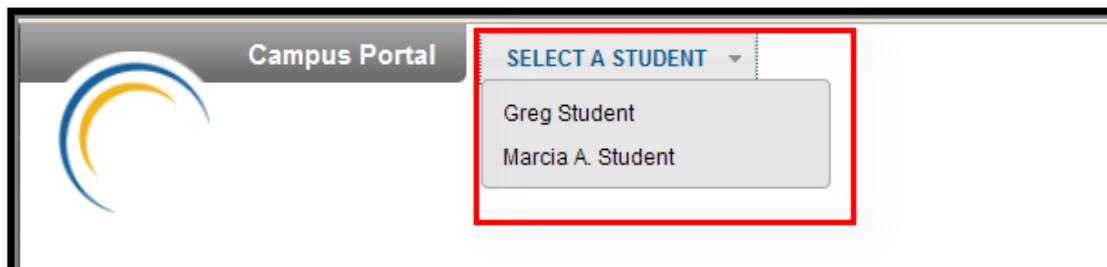 Campus Portal
SELECT A STUDENT
Greg Student
Marcia A. Student